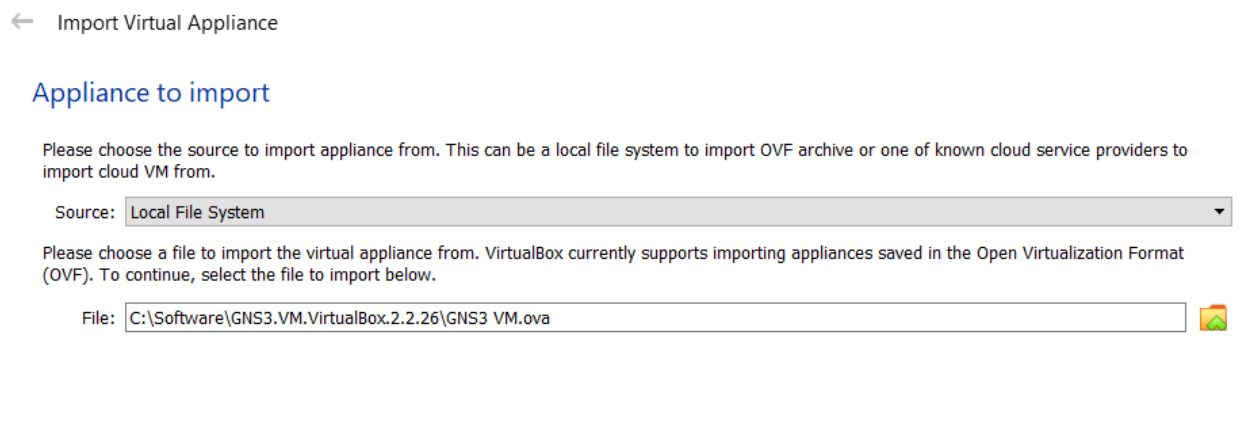 Import Virtual Appliance
Appliance to import
Please choose the source to import appliance from. This can be a local file system to import OVF archive or one of known cloud service providers to
import cloud VM from.
Source: Local File System
Please choose a file to import the virtual appliance from. VirtualBox currently supports importing appliances saved in the Open Virtualization Format
(OVF). To continue, select the file to import below.
File: C:\Software\GNS3.VM.VirtualBox.2.2.26\GNS3 VM.ova